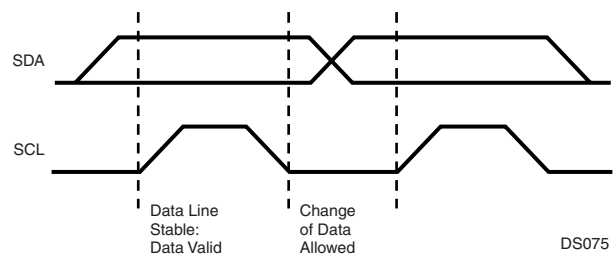 SDA
SCL
Data Line
Stable:
Data Valid
Change
of Data
Allowed
DS075